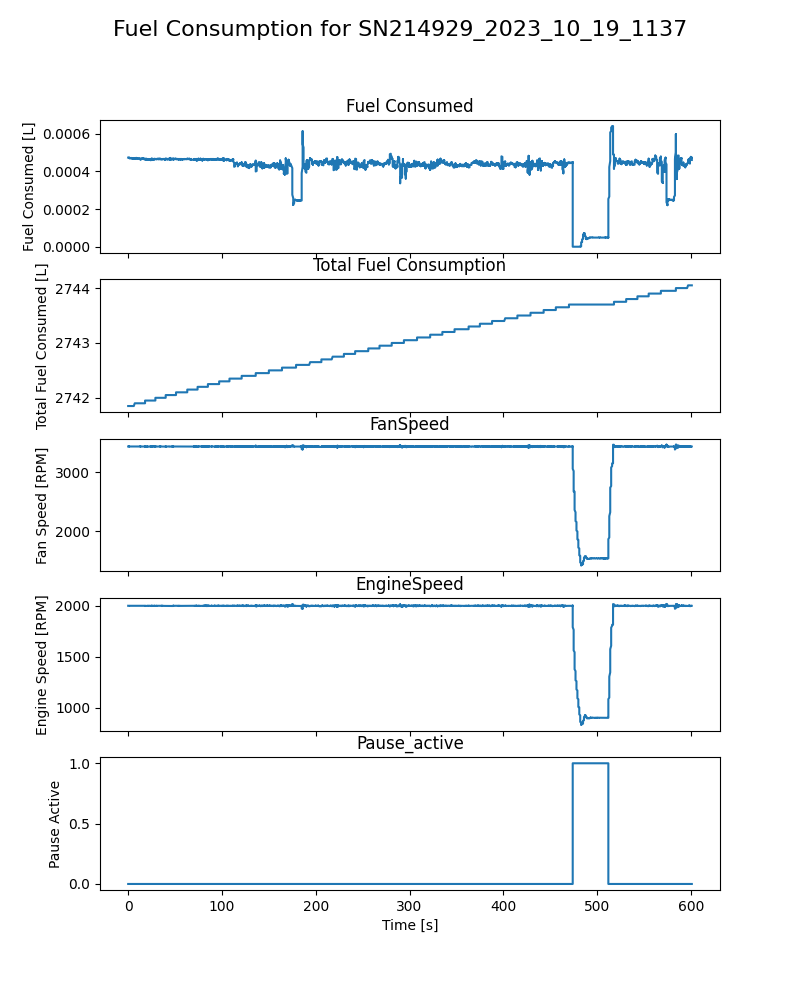 Fuel Consumption for SN214929_2023_10_19_1137
Fuel Consumed
Fuel Consumed [L]
0.0006
0.0004
0.0002
0.0000
Total Fuel Consumption
Total Fuel Consumed [L]
2744
2743
2742
FanSpeed
Fan Speed [RPM]
3000
2000
EngineSpeed
Engine Speed [RPM]
2000
1500
1000
Pause_active
Pause Active
1.0
0.5
0.0
0 100 200 300 400 500 600
Time [s]